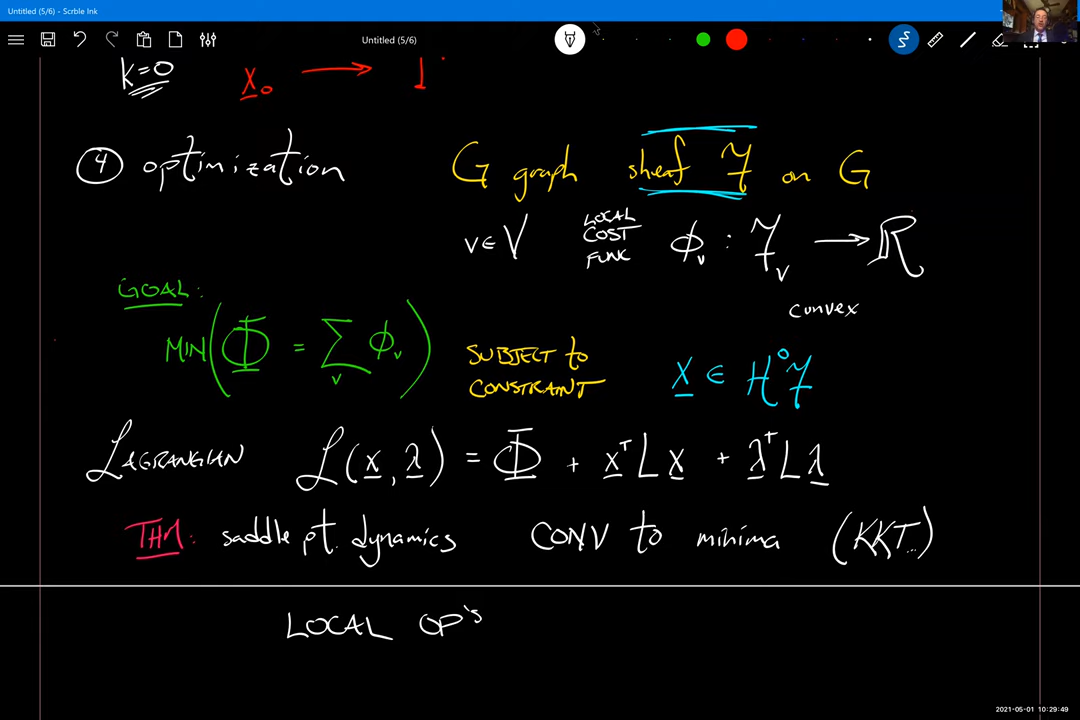 Untitled (5/6) - Scrble Ink
Untitled (5/6)
k=0 x₀ → 1
④ optimization G graph sheaf ℱ on G
v ∈ V LOCAL COST FUNC ϕᵥ : ℱᵥ → ℝ
convex
GOAL:
MIN(Φ = Σᵥ ϕᵥ) SUBJECT to CONSTRAINT x ∈ H⁰ℱ
LAGRANGIAN ℒ(x, λ) = Φ + xᵀLx + λᵀLλ
THM: saddle pt. dynamics CONV to minima (KKT...)
LOCAL OP's
2021-05-01 10:29:49